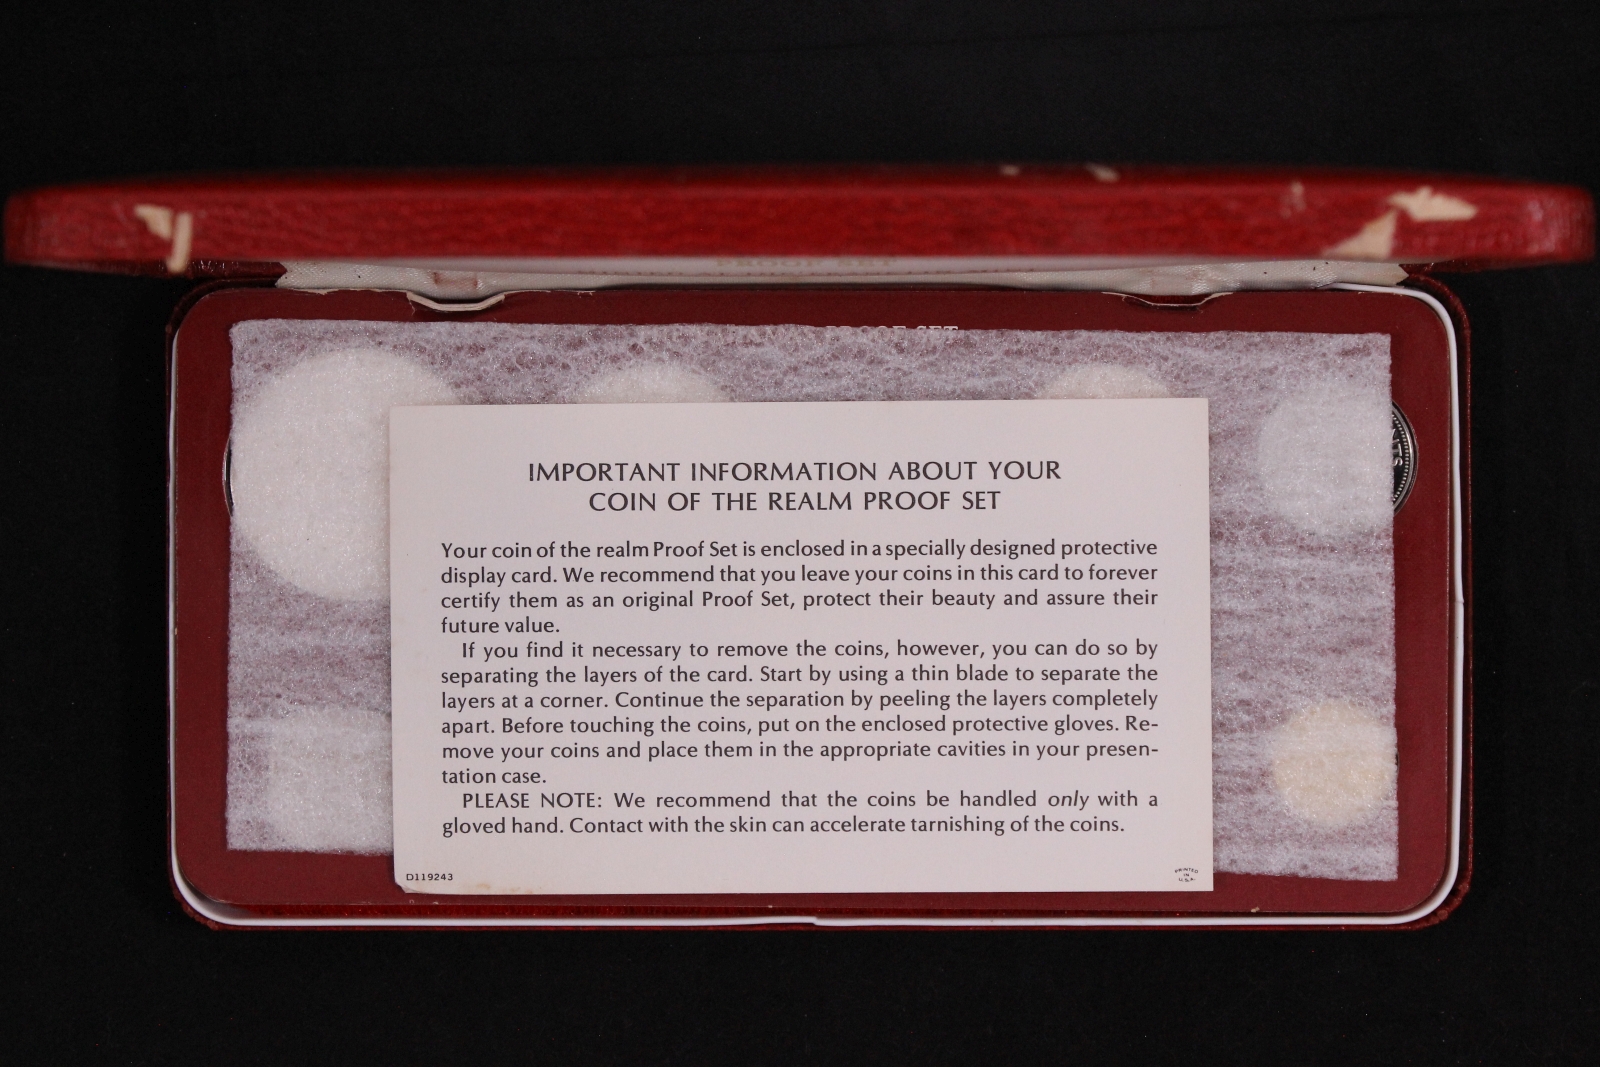 PROOF SET
PROOF SET
NTS
IMPORTANT INFORMATION ABOUT YOUR
COIN OF THE REALM PROOF SET
Your coin of the realm Proof Set is enclosed in a specially designed protective
display card. We recommend that you leave your coins in this card to forever
certify them as an original Proof Set, protect their beauty and assure their
future value.
If you find it necessary to remove the coins, however, you can do so by
separating the layers of the card. Start by using a thin blade to separate the
layers at a corner. Continue the separation by peeling the layers completely
apart. Before touching the coins, put on the enclosed protective gloves. Re-
move your coins and place them in the appropriate cavities in your presen-
tation case.
PLEASE NOTE: We recommend that the coins be handled only with a
gloved hand. Contact with the skin can accelerate tarnishing of the coins.
D119243
PRINTED
IN
U.S.A.